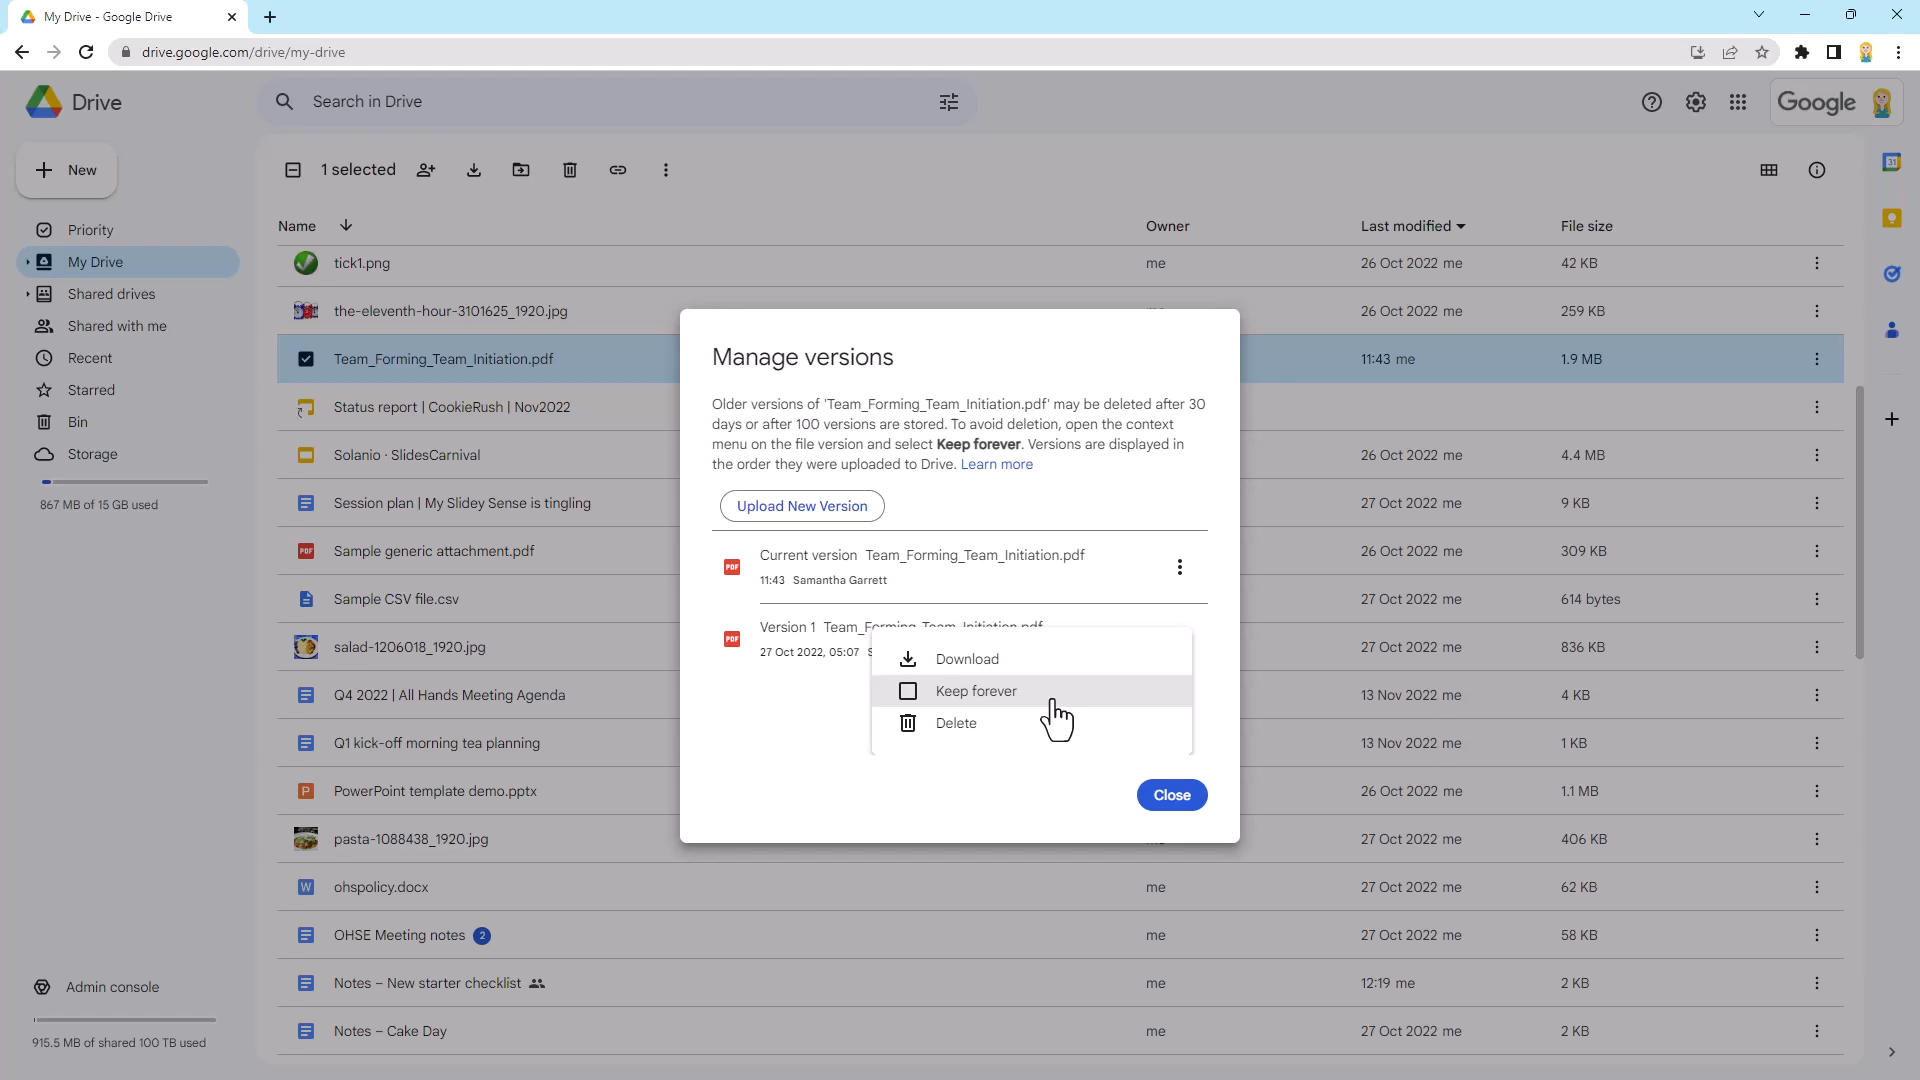 My Drive - Google Drive
drive.google.com/drive/my-drive
Drive
Search in Drive
Google
New
1 selected
31
Priority
My Drive
Shared drives
Shared with me
Recent
Starred
Bin
Storage
867 MB of 15 GB used
Admin console
915.5 MB of shared 100 TB used
Name Owner Last modified File size
tick1.png me 26 Oct 2022 me 42 KB
the-eleventh-hour-3101625_1920.jpg 26 Oct 2022 me 259 KB
Team_Forming_Team_Initiation.pdf 11:43 me 1.9 MB
Status report | CookieRush | Nov2022
Solanio · SlidesCarnival 26 Oct 2022 me 4.4 MB
Session plan | My Slidey Sense is tingling 27 Oct 2022 me 9 KB
PDF Sample generic attachment.pdf 26 Oct 2022 me 309 KB
Sample CSV file.csv 27 Oct 2022 me 614 bytes
salad-1206018_1920.jpg 27 Oct 2022 me 836 KB
Q4 2022 | All Hands Meeting Agenda 13 Nov 2022 me 4 KB
Q1 kick-off morning tea planning 13 Nov 2022 me 1 KB
P PowerPoint template demo.pptx 26 Oct 2022 me 1.1 MB
pasta-1088438_1920.jpg 27 Oct 2022 me 406 KB
W ohspolicy.docx me 27 Oct 2022 me 62 KB
OHSE Meeting notes 2 me 27 Oct 2022 me 58 KB
Notes – New starter checklist me 12:19 me 2 KB
Notes – Cake Day me 27 Oct 2022 me 2 KB
Manage versions
Older versions of 'Team_Forming_Team_Initiation.pdf' may be deleted after 30
days or after 100 versions are stored. To avoid deletion, open the context
menu on the file version and select Keep forever. Versions are displayed in
the order they were uploaded to Drive. Learn more
Upload New Version
PDF Current version Team_Forming_Team_Initiation.pdf
11:43 Samantha Garrett
PDF Version 1 Team_Forming_Team_Initiation.pdf
27 Oct 2022, 05:07
Download
Keep forever
Delete
Close